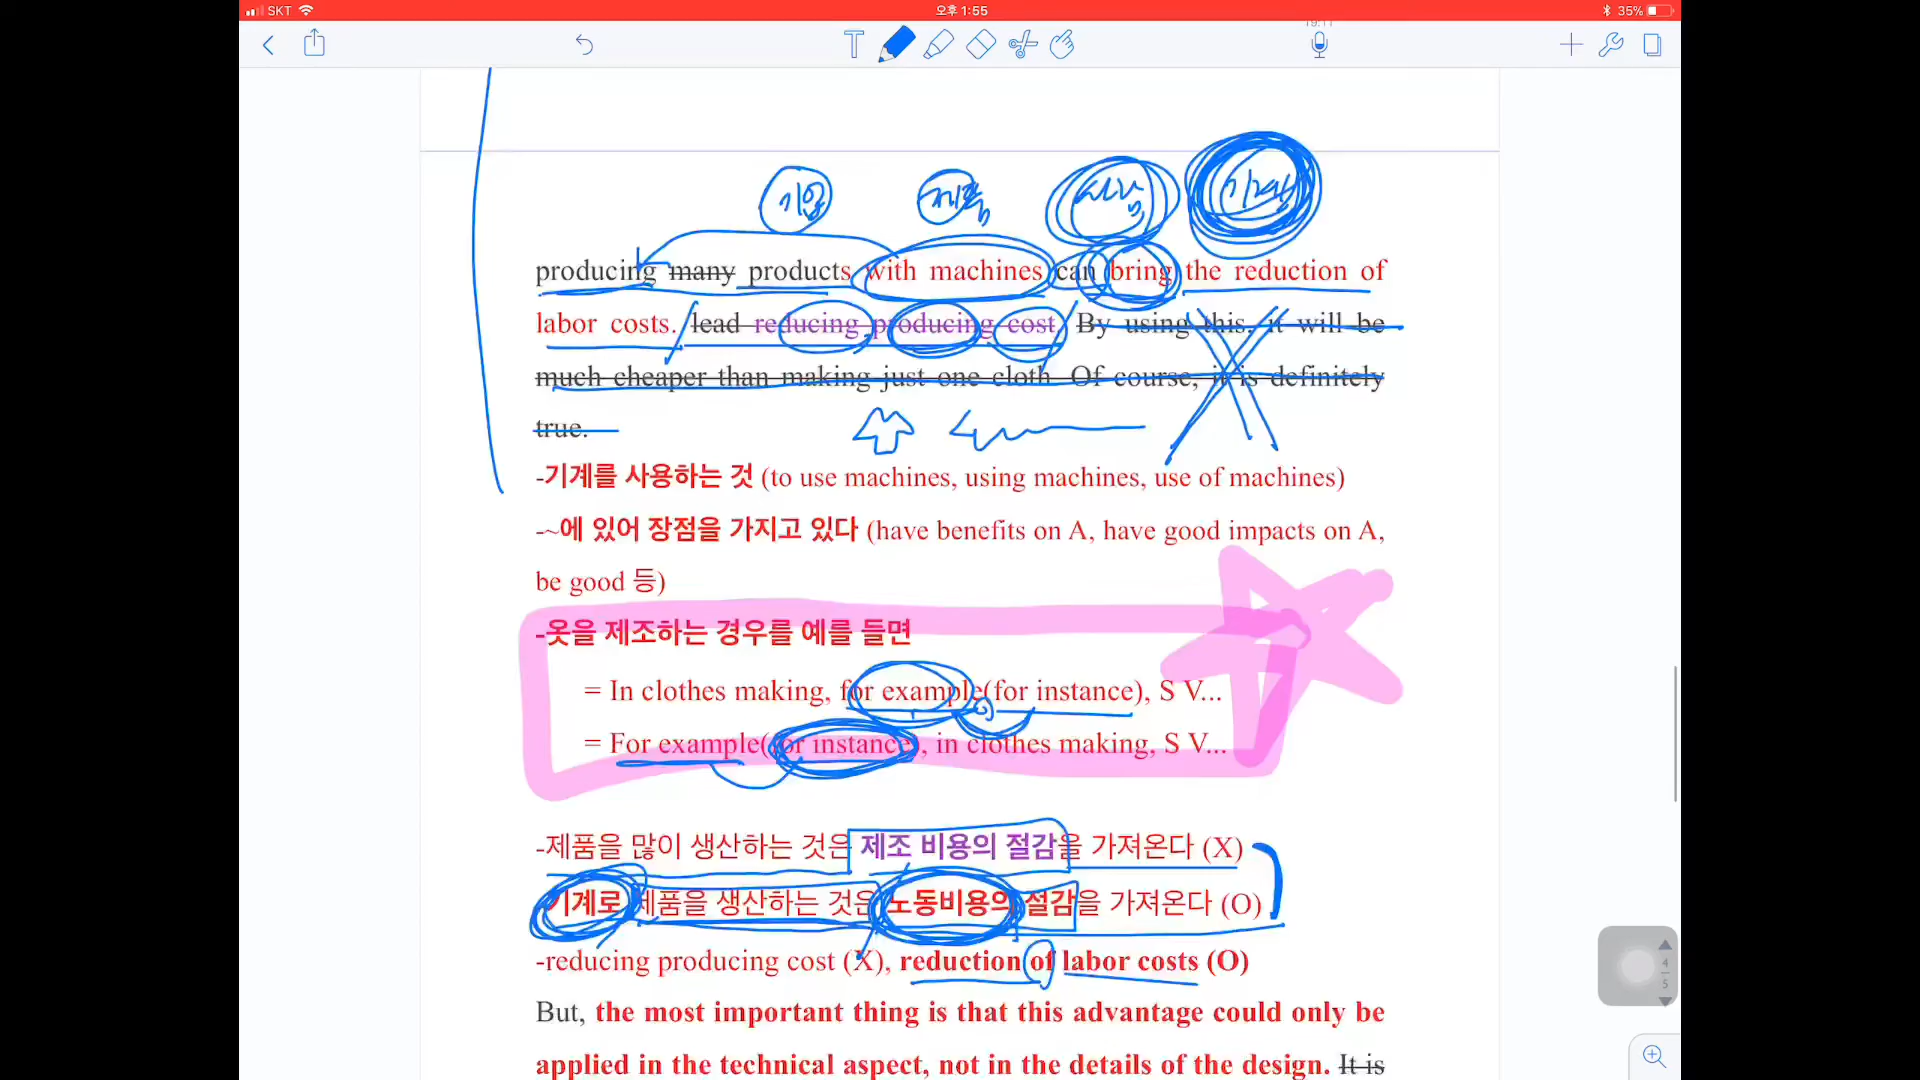 SKT 오후 1:55 35%
19:11
기업 제품 사람 기계
producing many products with machines can bring the reduction of
labor costs. lead reducing producing cost. By using this, it will be
much cheaper than making just one cloth. Of course, it is definitely
true.
-기계를 사용하는 것 (to use machines, using machines, use of machines)
-~에 있어 장점을 가지고 있다 (have benefits on A, have good impacts on A,
be good 등)
-옷을 제조하는 경우를 예를 들면
= In clothes making, for example(for instance), S V...
= For example(for instance), in clothes making, S V...
-제품을 많이 생산하는 것은 제조 비용의 절감을 가져온다 (X)
기계로 제품을 생산하는 것은 노동비용의 절감을 가져온다 (O)
-reducing producing cost (X), reduction of labor costs (O)
4
5
But, the most important thing is that this advantage could only be
applied in the technical aspect, not in the details of the design. It is